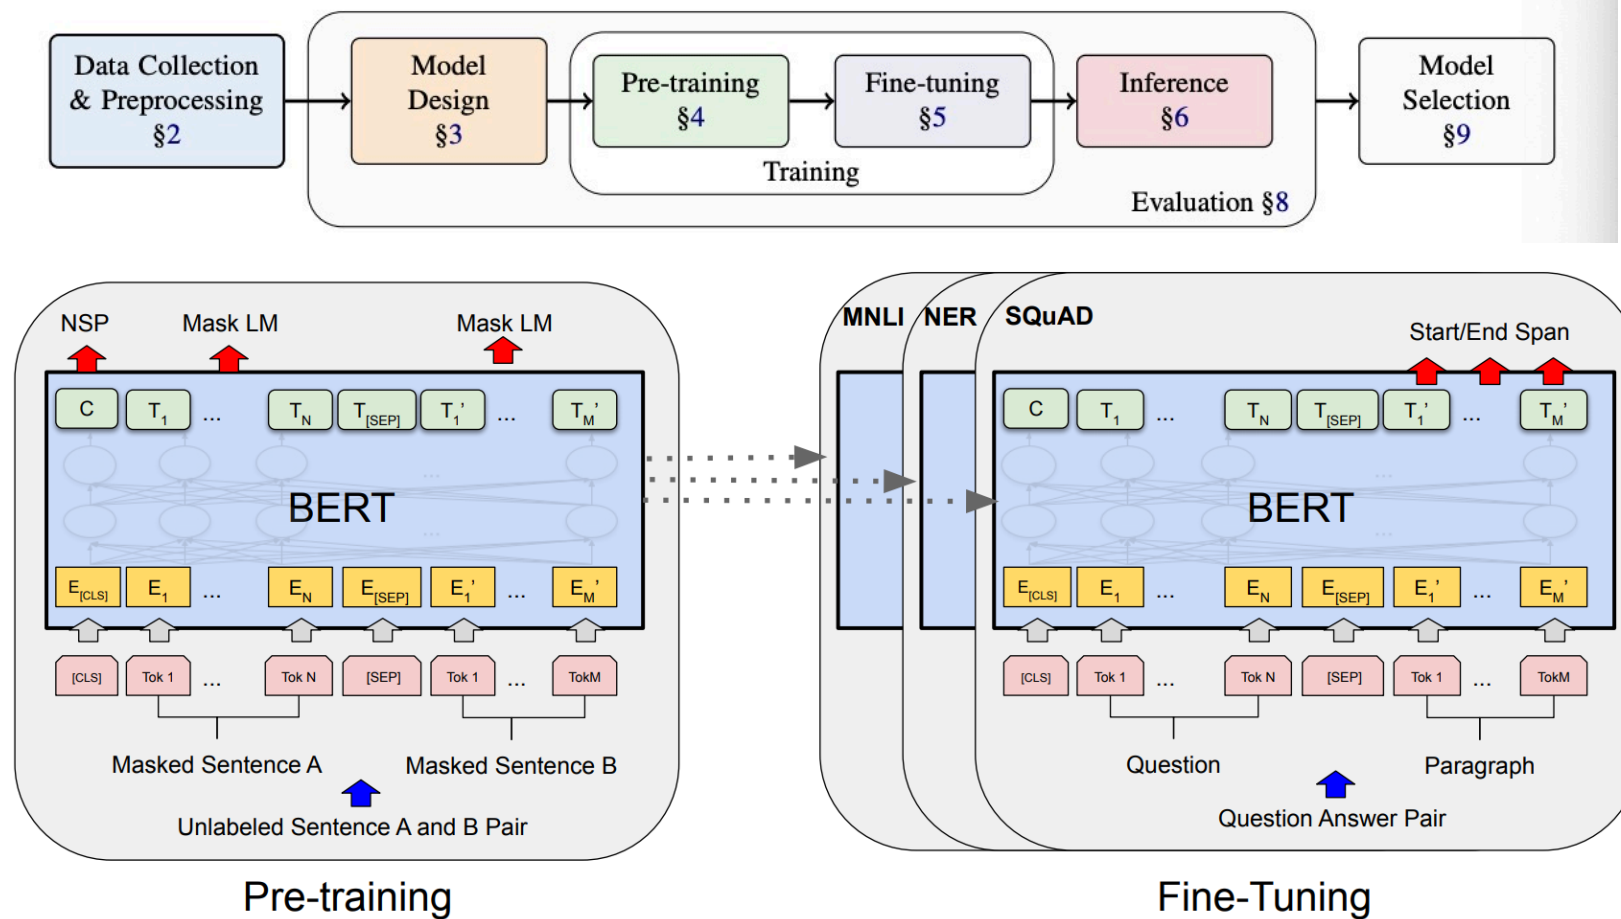 Data Collection
& Preprocessing
§2
Model
Design
§3
Pre-training
§4
Fine-tuning
§5
Training
Inference
§6
Evaluation §8
Model
Selection
§9
NSP
Mask LM
Mask LM
C
T1
...
TN
T[SEP]
T1’
...
TM’
...
BERT
...
E[CLS]
E1
...
EN
E[SEP]
E1’
...
EM’
[CLS]
Tok 1
...
Tok N
[SEP]
Tok 1
...
TokM
Masked Sentence A
Masked Sentence B
Unlabeled Sentence A and B Pair
Pre-training
MNLI
NER
SQuAD
Start/End Span
C
T1
...
TN
T[SEP]
T1’
...
TM’
...
BERT
...
E[CLS]
E1
...
EN
E[SEP]
E1’
...
EM’
[CLS]
Tok 1
...
Tok N
[SEP]
Tok 1
...
TokM
Question
Paragraph
Question Answer Pair
Fine-Tuning